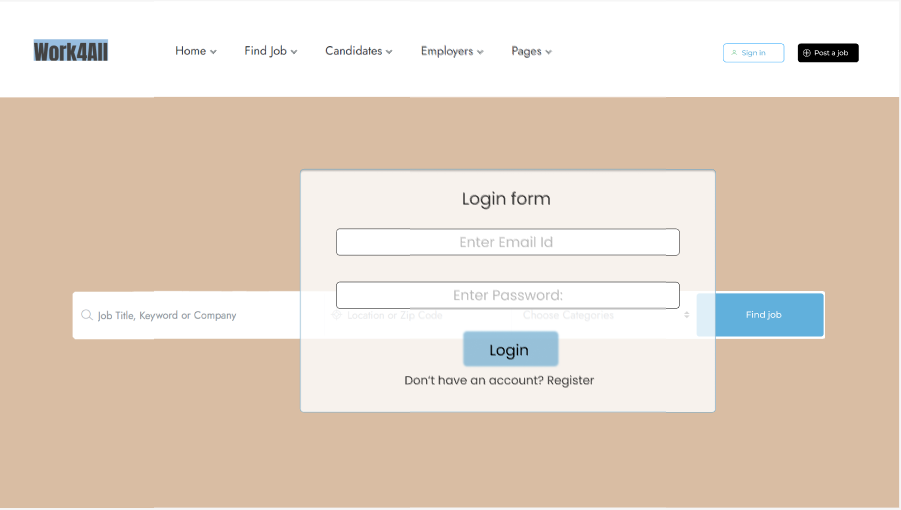 Work4All
Home Find Job Candidates Employers Pages
Sign in Post a job
Login form
Enter Email Id
Enter Password:
Job Title, Keyword or Company Location or Zip Code Choose Categories Find job
Login
Don't have an account? Register